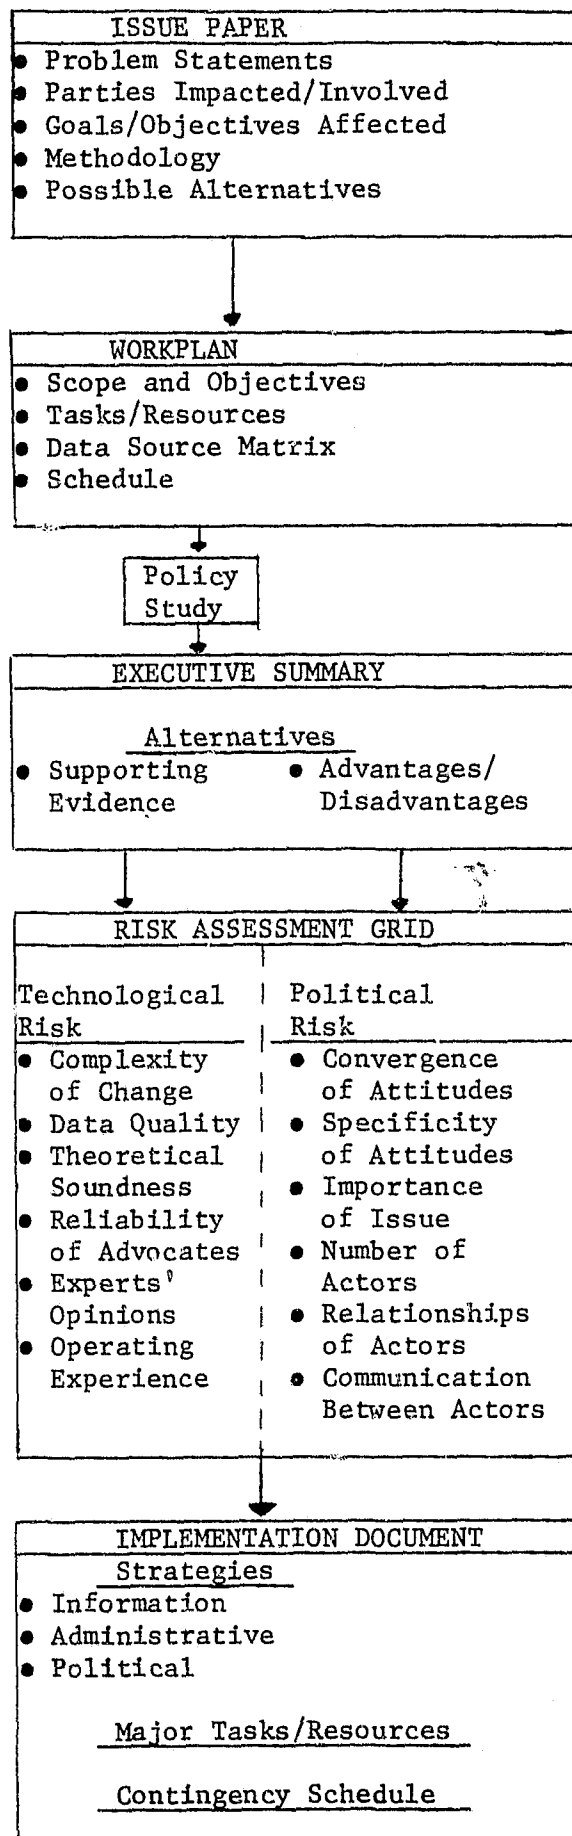 ISSUE PAPER
● Problem Statements
● Parties Impacted/Involved
● Goals/Objectives Affected
● Methodology
● Possible Alternatives
WORKPLAN
● Scope and Objectives
● Tasks/Resources
● Data Source Matrix
● Schedule
Policy
Study
EXECUTIVE SUMMARY
Alternatives
● Supporting
Evidence
● Advantages/
Disadvantages
RISK ASSESSMENT GRID
Technological
Risk
● Complexity
of Change
● Data Quality
● Theoretical
Soundness
● Reliability
of Advocates
● Experts'
Opinions
● Operating
Experience
Political
Risk
● Convergence
of Attitudes
● Specificity
of Attitudes
● Importance
of Issue
● Number of
Actors
● Relationships
of Actors
● Communication
Between Actors
IMPLEMENTATION DOCUMENT
Strategies
● Information
● Administrative
● Political
Major Tasks/Resources
Contingency Schedule